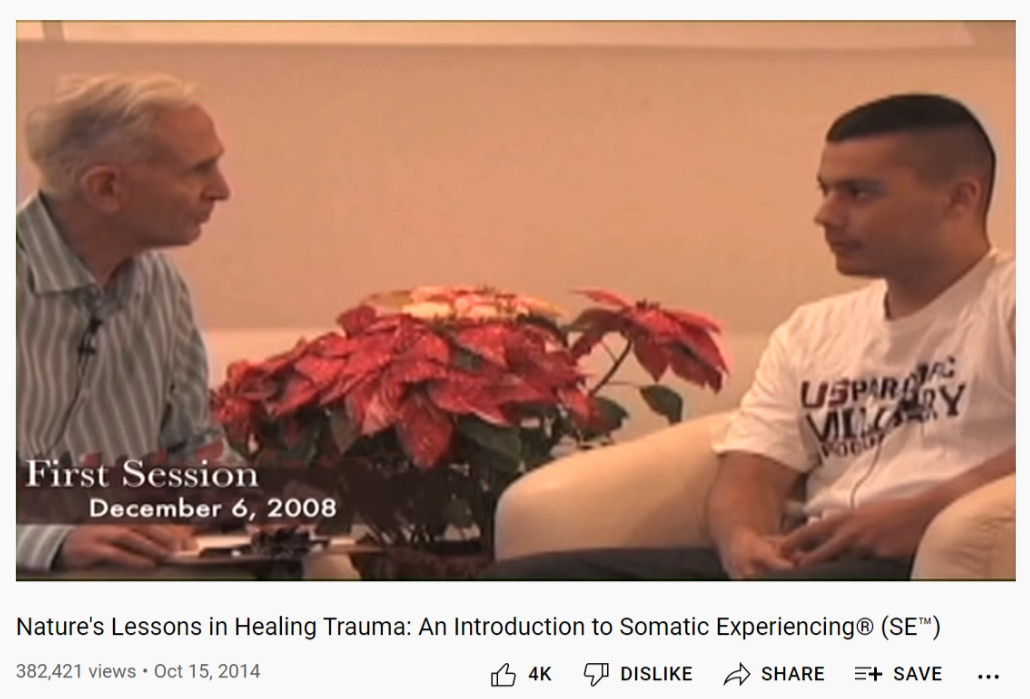 First Session
December 6, 2008
Nature's Lessons in Healing Trauma: An Introduction to Somatic Experiencing® (SE™)
382,421 views • Oct 15, 2014
4K
DISLIKE
SHARE
SAVE